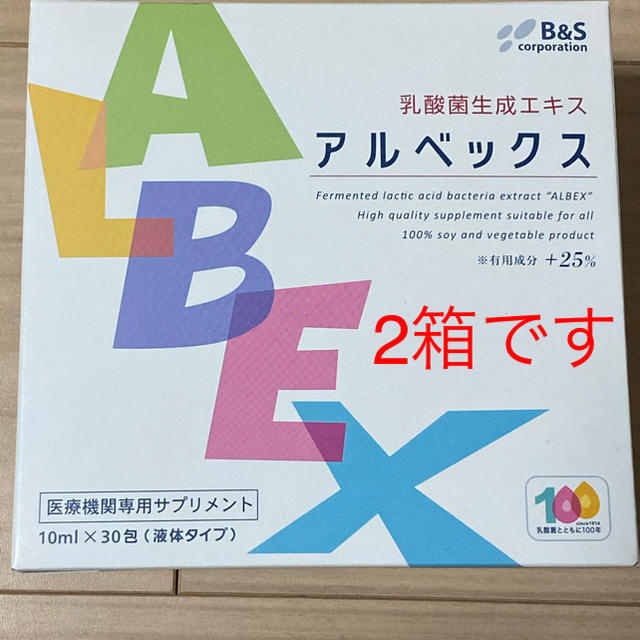 B&S
corporation
乳酸菌生成エキス
アルベックス
Fermented lactic acid bacteria extract "ALBEX"
High quality supplement suitable for all
100% soy and vegetable product
※有用成分 +25%
ALBEX
2箱です
医療機関専用サプリメント
10ml×30包(液体タイプ)
100
since1914
乳酸菌とともに100年